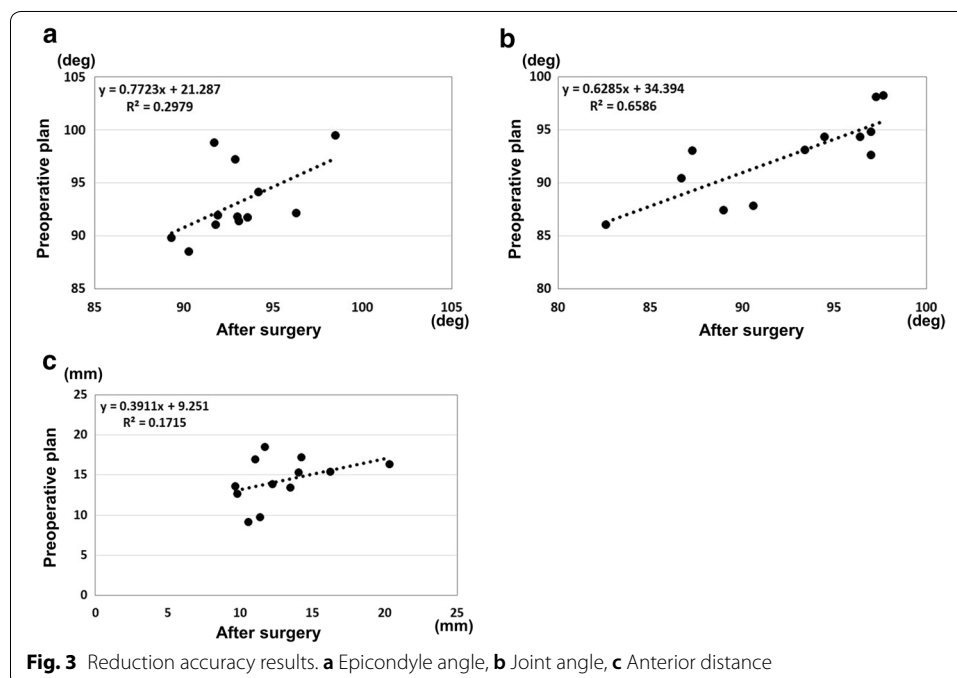 a
(deg)
105
y = 0.7723x + 21.287
R² = 0.2979
100
95
90
85
Preoperative plan
85 90 95 100 105
After surgery (deg)
b
(deg)
100
y = 0.6285x + 34.394
R² = 0.6586
95
90
85
80
Preoperative plan
80 85 90 95 100
After surgery (deg)
c
(mm)
25
y = 0.3911x + 9.251
R² = 0.1715
20
15
10
5
0
Preoperative plan
0 5 10 15 20 25
After surgery (mm)
Fig. 3 Reduction accuracy results. a Epicondyle angle, b Joint angle, c Anterior distance